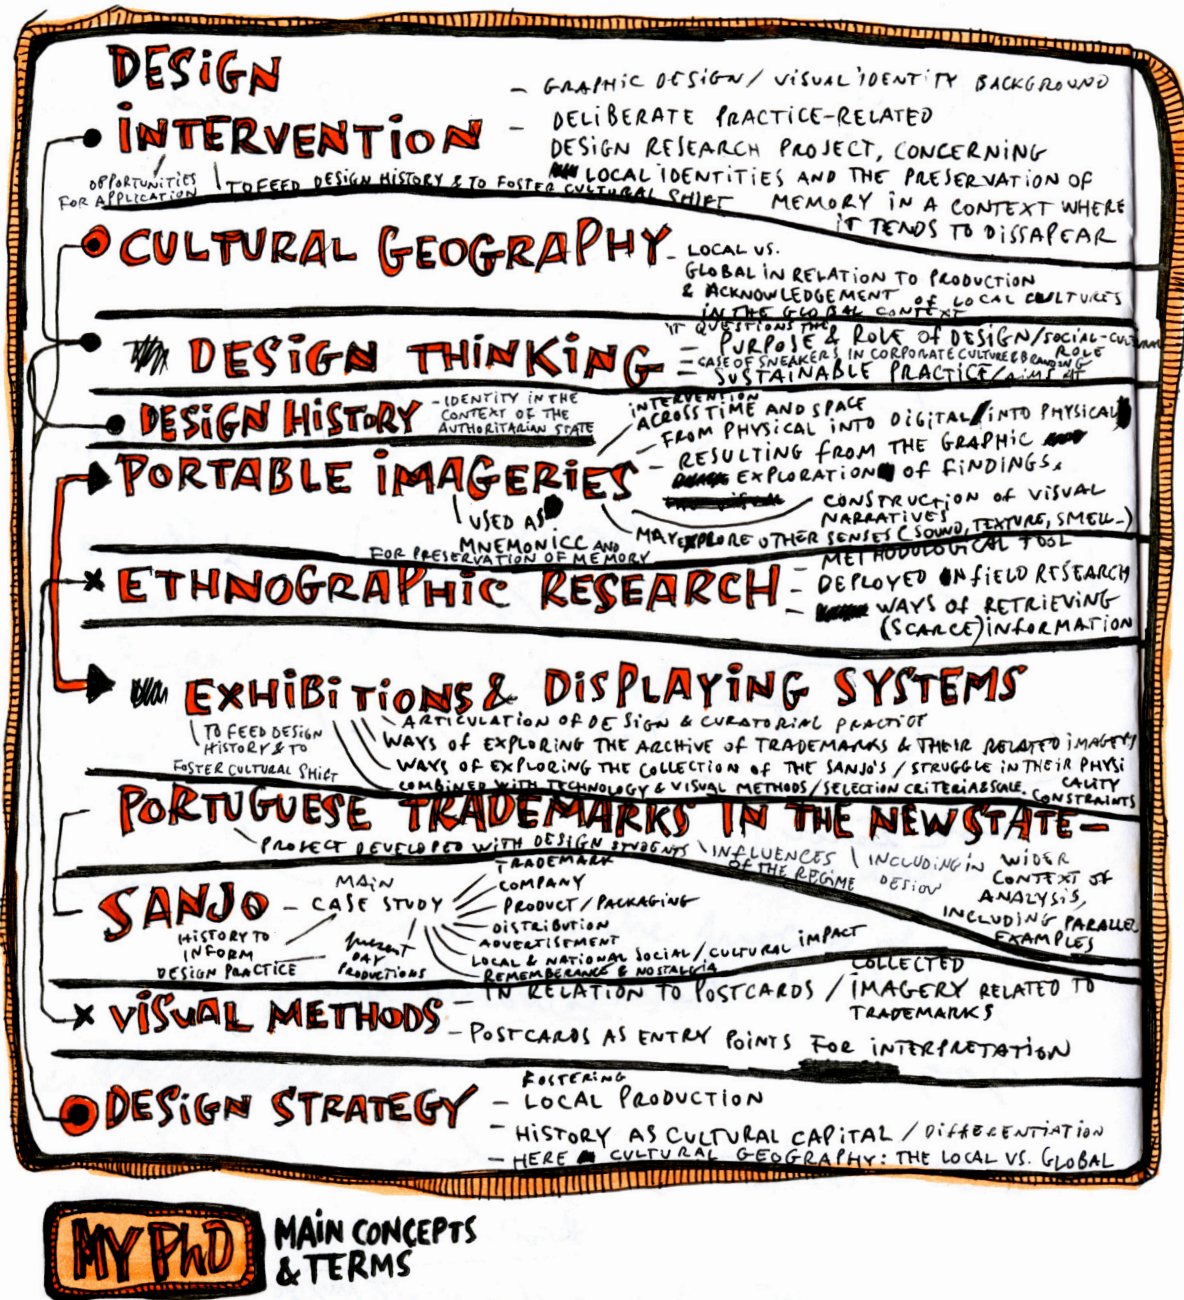 DESIGN
INTERVENTION
OPPORTUNITIES
FOR APPLICATION
TO FEED DESIGN HISTORY & TO FOSTER CULTURAL SHIFT
- GRAPHIC DESIGN / VISUAL IDENTITY BACKGROUND
- DELIBERATE PRACTICE-RELATED
DESIGN RESEARCH PROJECT, CONCERNING
LOCAL IDENTITIES AND THE PRESERVATION OF
MEMORY IN A CONTEXT WHERE
IT TENDS TO DISSAPEAR
CULTURAL GEOGRAPHY
- LOCAL VS.
GLOBAL IN RELATION TO PRODUCTION
& ACKNOWLEDGEMENT OF LOCAL CULTURES
IN THE GLOBAL CONTEXT
DESIGN THINKING
IT QUESTIONS THE
- PURPOSE & ROLE OF DESIGN/SOCIAL-CULTURAL
ROLE
- CASE OF SNEAKERS IN CORPORATE CULTURE & BRANDING
- SUSTAINABLE PRACTICE/AIMS AT
INTERVENTION
DESIGN HISTORY
- IDENTITY IN THE
CONTEXT OF THE
AUTHORITARIAN STATE
PORTABLE IMAGERIES
ACROSS TIME AND SPACE
- FROM PHYSICAL INTO DIGITAL/INTO PHYSICAL
- RESULTING FROM THE GRAPHIC
EXPLORATION OF FINDINGS.
CONSTRUCTION OF VISUAL
NARRATIVES
MAY EXPLORE OTHER SENSES (SOUND, TEXTURE, SMELL...)
USED AS
MNEMONICC AND
FOR PRESERVATION OF MEMORY
ETHNOGRAPHIC RESEARCH
METHODOLOGICAL TOOL
- DEPLOYED IN FIELD RESEARCH
- WAYS OF RETRIEVING
(SCARCE) INFORMATION
EXHIBITIONS & DISPLAYING SYSTEMS
TO FEED DESIGN
HISTORY & TO
FOSTER CULTURAL SHIFT
ARTICULATION OF DESIGN & CURATORIAL PRACTICE
WAYS OF EXPLORING THE ARCHIVE OF TRADEMARKS & THEIR RELATED IMAGERY
WAYS OF EXPLORING THE COLLECTION OF THE SANJO'S / STRUGGLE IN THEIR PHYSI
CALITY
COMBINED WITH TECHNOLOGY & VISUAL METHODS / SELECTION CRITERIA & SCALE
CONSTRAINTS
PORTUGUESE TRADEMARKS IN THE NEW STATE -
PROJECT DEVELOPED WITH DESIGN STUDENTS
INFLUENCES
OF THE REGIME
INCLUDING IN
DESIGN
WIDER
CONTEXT OF
ANALYSIS,
INCLUDING PARALLEL
EXAMPLES
SANJO
- MAIN
CASE STUDY
HISTORY TO
INFORM
DESIGN PRACTICE
PRESENT
DAY
PRODUCTIONS
TRADEMARK
COMPANY
PRODUCT / PACKAGING
DISTRIBUTION
ADVERTISEMENT
LOCAL & NATIONAL SOCIAL / CULTURAL IMPACT
REMEMBERANCE & NOSTALGIA
VISUAL METHODS
- IN RELATION TO POSTCARDS / COLLECTED
IMAGERY RELATED TO
TRADEMARKS
- POSTCARDS AS ENTRY POINTS FOR INTERPRETATION
DESIGN STRATEGY
FOSTERING
- LOCAL PRODUCTION
- HISTORY AS CULTURAL CAPITAL / DIFFERENTIATION
- HERE CULTURAL GEOGRAPHY: THE LOCAL VS. GLOBAL
MY PhD
MAIN CONCEPTS
& TERMS